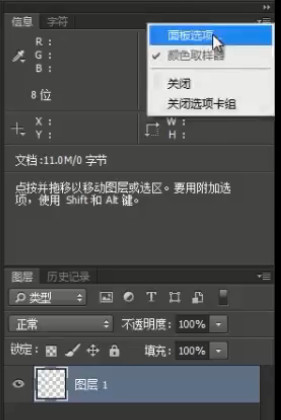 信息 字符
R :
G :
B :
8 位
X :
Y :
W :
H :
面板选项
颜色取样器
关闭
关闭选项卡组
文档:11.0M/0 字节
点按并拖移以移动图层或选区。要用附加选
项，使用 Shift 和 Alt 键。
图层 历史记录
类型
正常 不透明度: 100%
锁定: 填充: 100%
图层 1